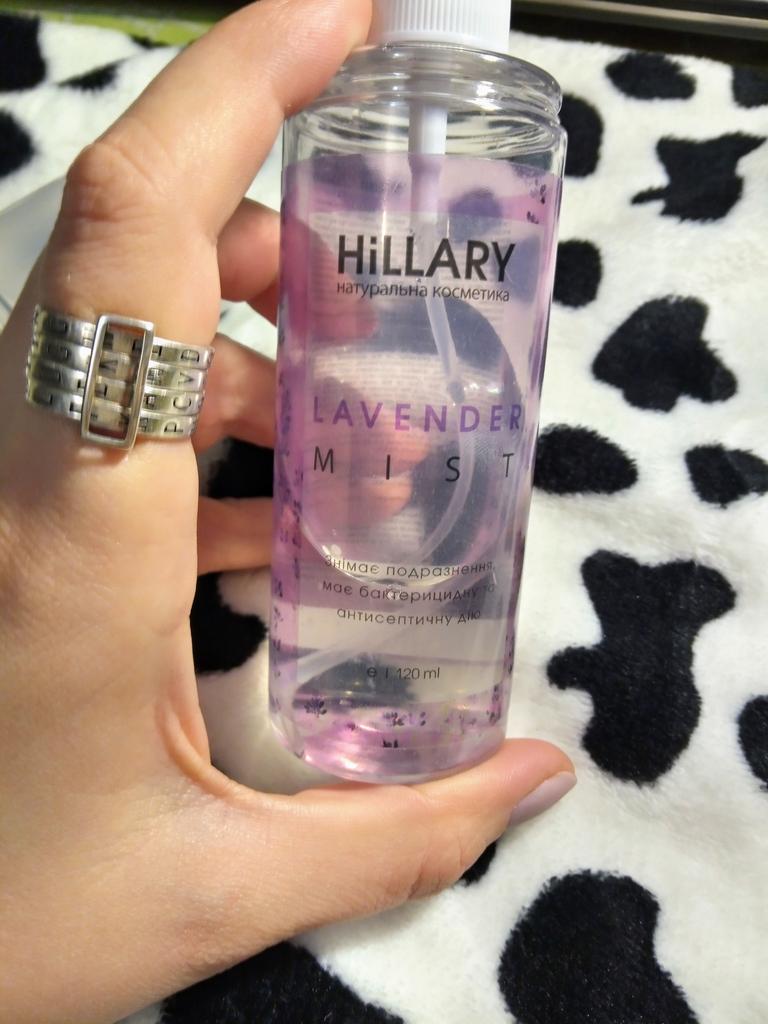 HiLLARY
натуральна косметика
LAVENDER
MIST
Знімає подразнення,
має бактерицидну та
антисептичну дію
e | 120 ml
P C V D